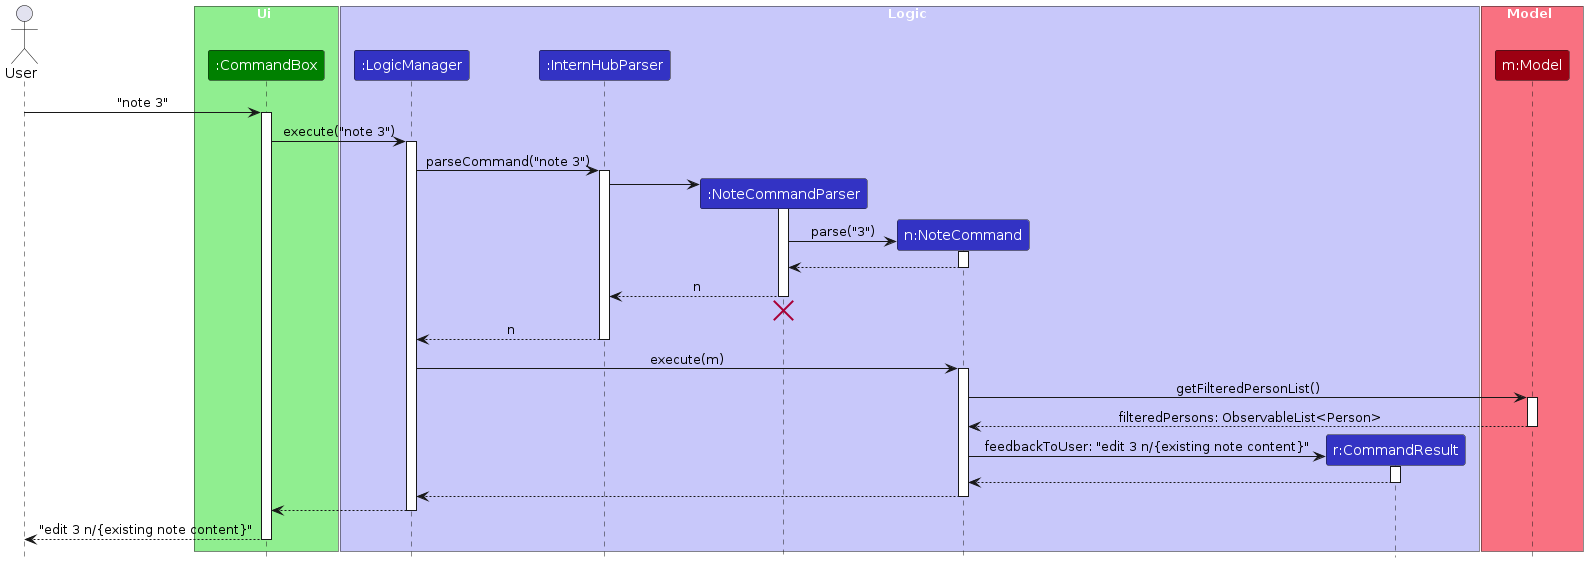 Ui
Logic
Model
User
:CommandBox
:LogicManager
:InternHubParser
m:Model
"note 3"
execute("note 3")
parseCommand("note 3")
:NoteCommandParser
parse("3")
n:NoteCommand
n
n
execute(m)
getFilteredPersonList()
filteredPersons: ObservableList<Person>
feedbackToUser: "edit 3 n/{existing note content}"
r:CommandResult
"edit 3 n/{existing note content}"